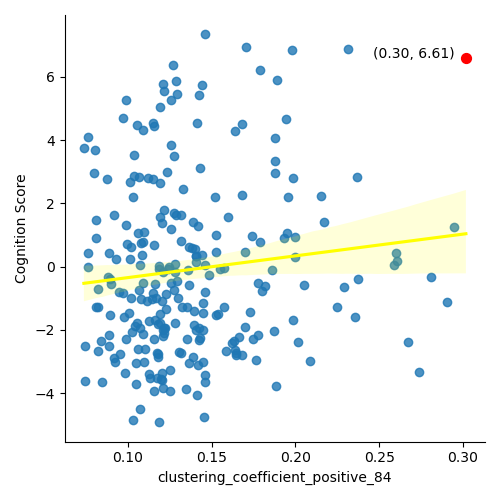 (0.30, 6.61)
6
4
2
0
−2
−4
Cognition Score
0.10 0.15 0.20 0.25 0.30
clustering_coefficient_positive_84